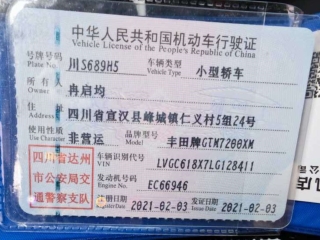 中华人民共和国机动车行驶证
Vehicle License of the People's Republic of China
号牌号码 川S689H5 车辆类型 小型轿车
Plate No. Vehicle Type
所有人 冉启均
住址 四川省宣汉县峰城镇仁义村5组24号
使用性质 非营运 品牌型号 丰田牌GTM7200XM
Use Character Model
四川省达州
市公安局交
通警察支队
车辆识别代号 LVGC618X7LG128411
VIN
发动机号码 EC66946
Engine No.
注册日期 2021-02-03 发证日期 2021-02-03
Register Date Issue Date